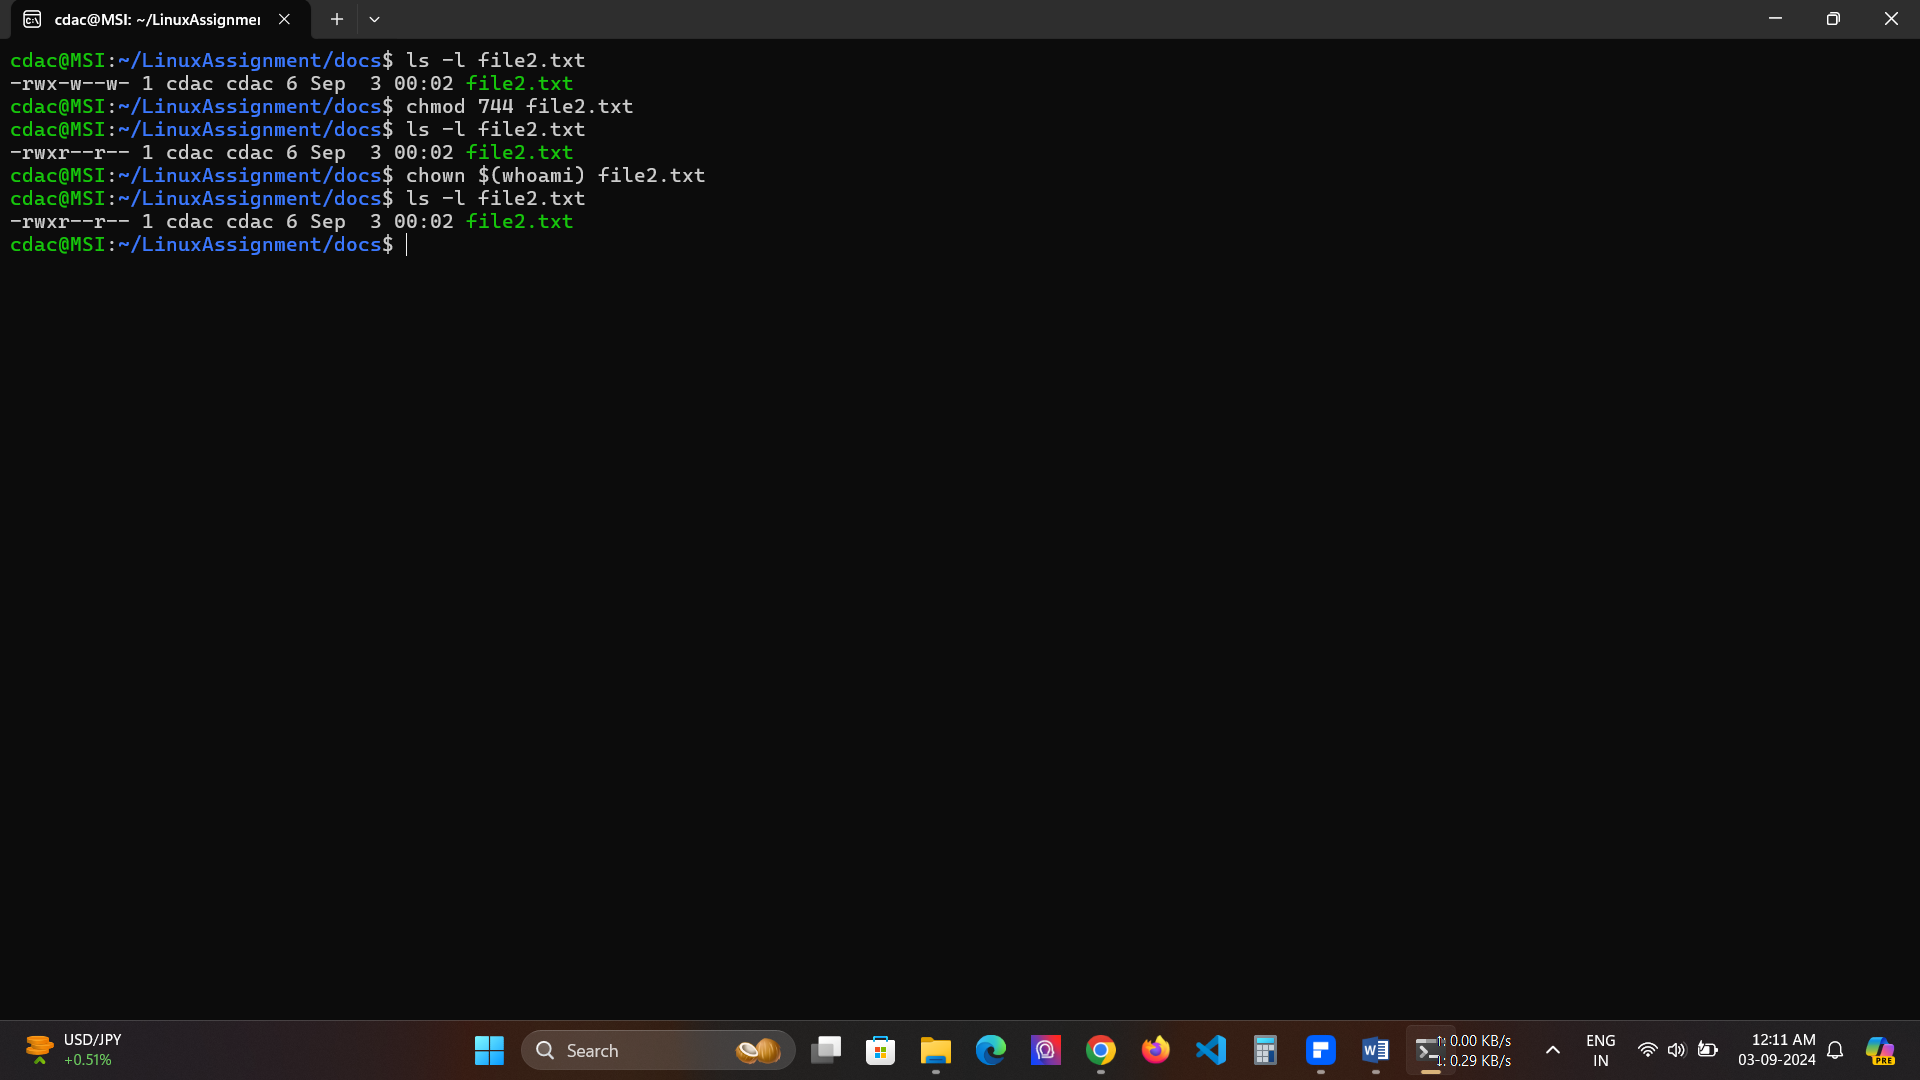 cdac@MSI: ~/LinuxAssignmer
cdac@MSI:~/LinuxAssignment/docs$ ls -l file2.txt
-rwx-w--w- 1 cdac cdac 6 Sep  3 00:02 file2.txt
cdac@MSI:~/LinuxAssignment/docs$ chmod 744 file2.txt
cdac@MSI:~/LinuxAssignment/docs$ ls -l file2.txt
-rwxr--r-- 1 cdac cdac 6 Sep  3 00:02 file2.txt
cdac@MSI:~/LinuxAssignment/docs$ chown $(whoami) file2.txt
cdac@MSI:~/LinuxAssignment/docs$ ls -l file2.txt
-rwxr--r-- 1 cdac cdac 6 Sep  3 00:02 file2.txt
cdac@MSI:~/LinuxAssignment/docs$
USD/JPY
+0.51%
Search
↑: 0.00 KB/s
↓: 0.29 KB/s
ENG
IN
12:11 AM
03-09-2024
PRE